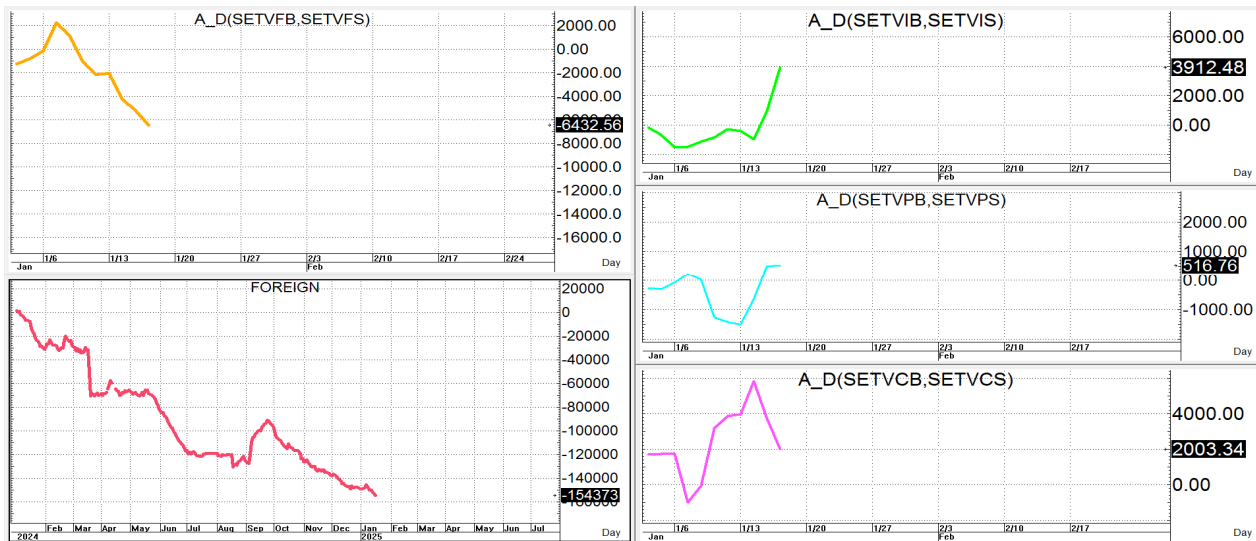 A_D(SETVFB,SETVFS)
2000.00
0.00
-2000.00
-4000.00
-6432.56
-8000.00
-10000.0
-12000.0
-14000.0
-16000.0
1/6 1/13 1/20 1/27 2/3 2/10 2/17 2/24
Jan Feb Day
FOREIGN
20000
0
-20000
-40000
-60000
-80000
-100000
-120000
-140000
-154373
Feb Mar Apr May Jun Jul Aug Sep Oct Nov Dec Jan Feb Mar Apr May Jun Jul
2024 2025 Day
A_D(SETVIB,SETVIS)
6000.00
3912.48
2000.00
0.00
1/6 1/13 1/20 1/27 2/3 2/10 2/17
Jan Feb Day
A_D(SETVPB,SETVPS)
2000.00
1000.00
516.76
0.00
-1000.00
1/6 1/13 1/20 1/27 2/3 2/10 2/17
Jan Feb Day
A_D(SETVCB,SETVCS)
4000.00
2003.34
0.00
1/6 1/13 1/20 1/27 2/3 2/10 2/17
Jan Feb Day